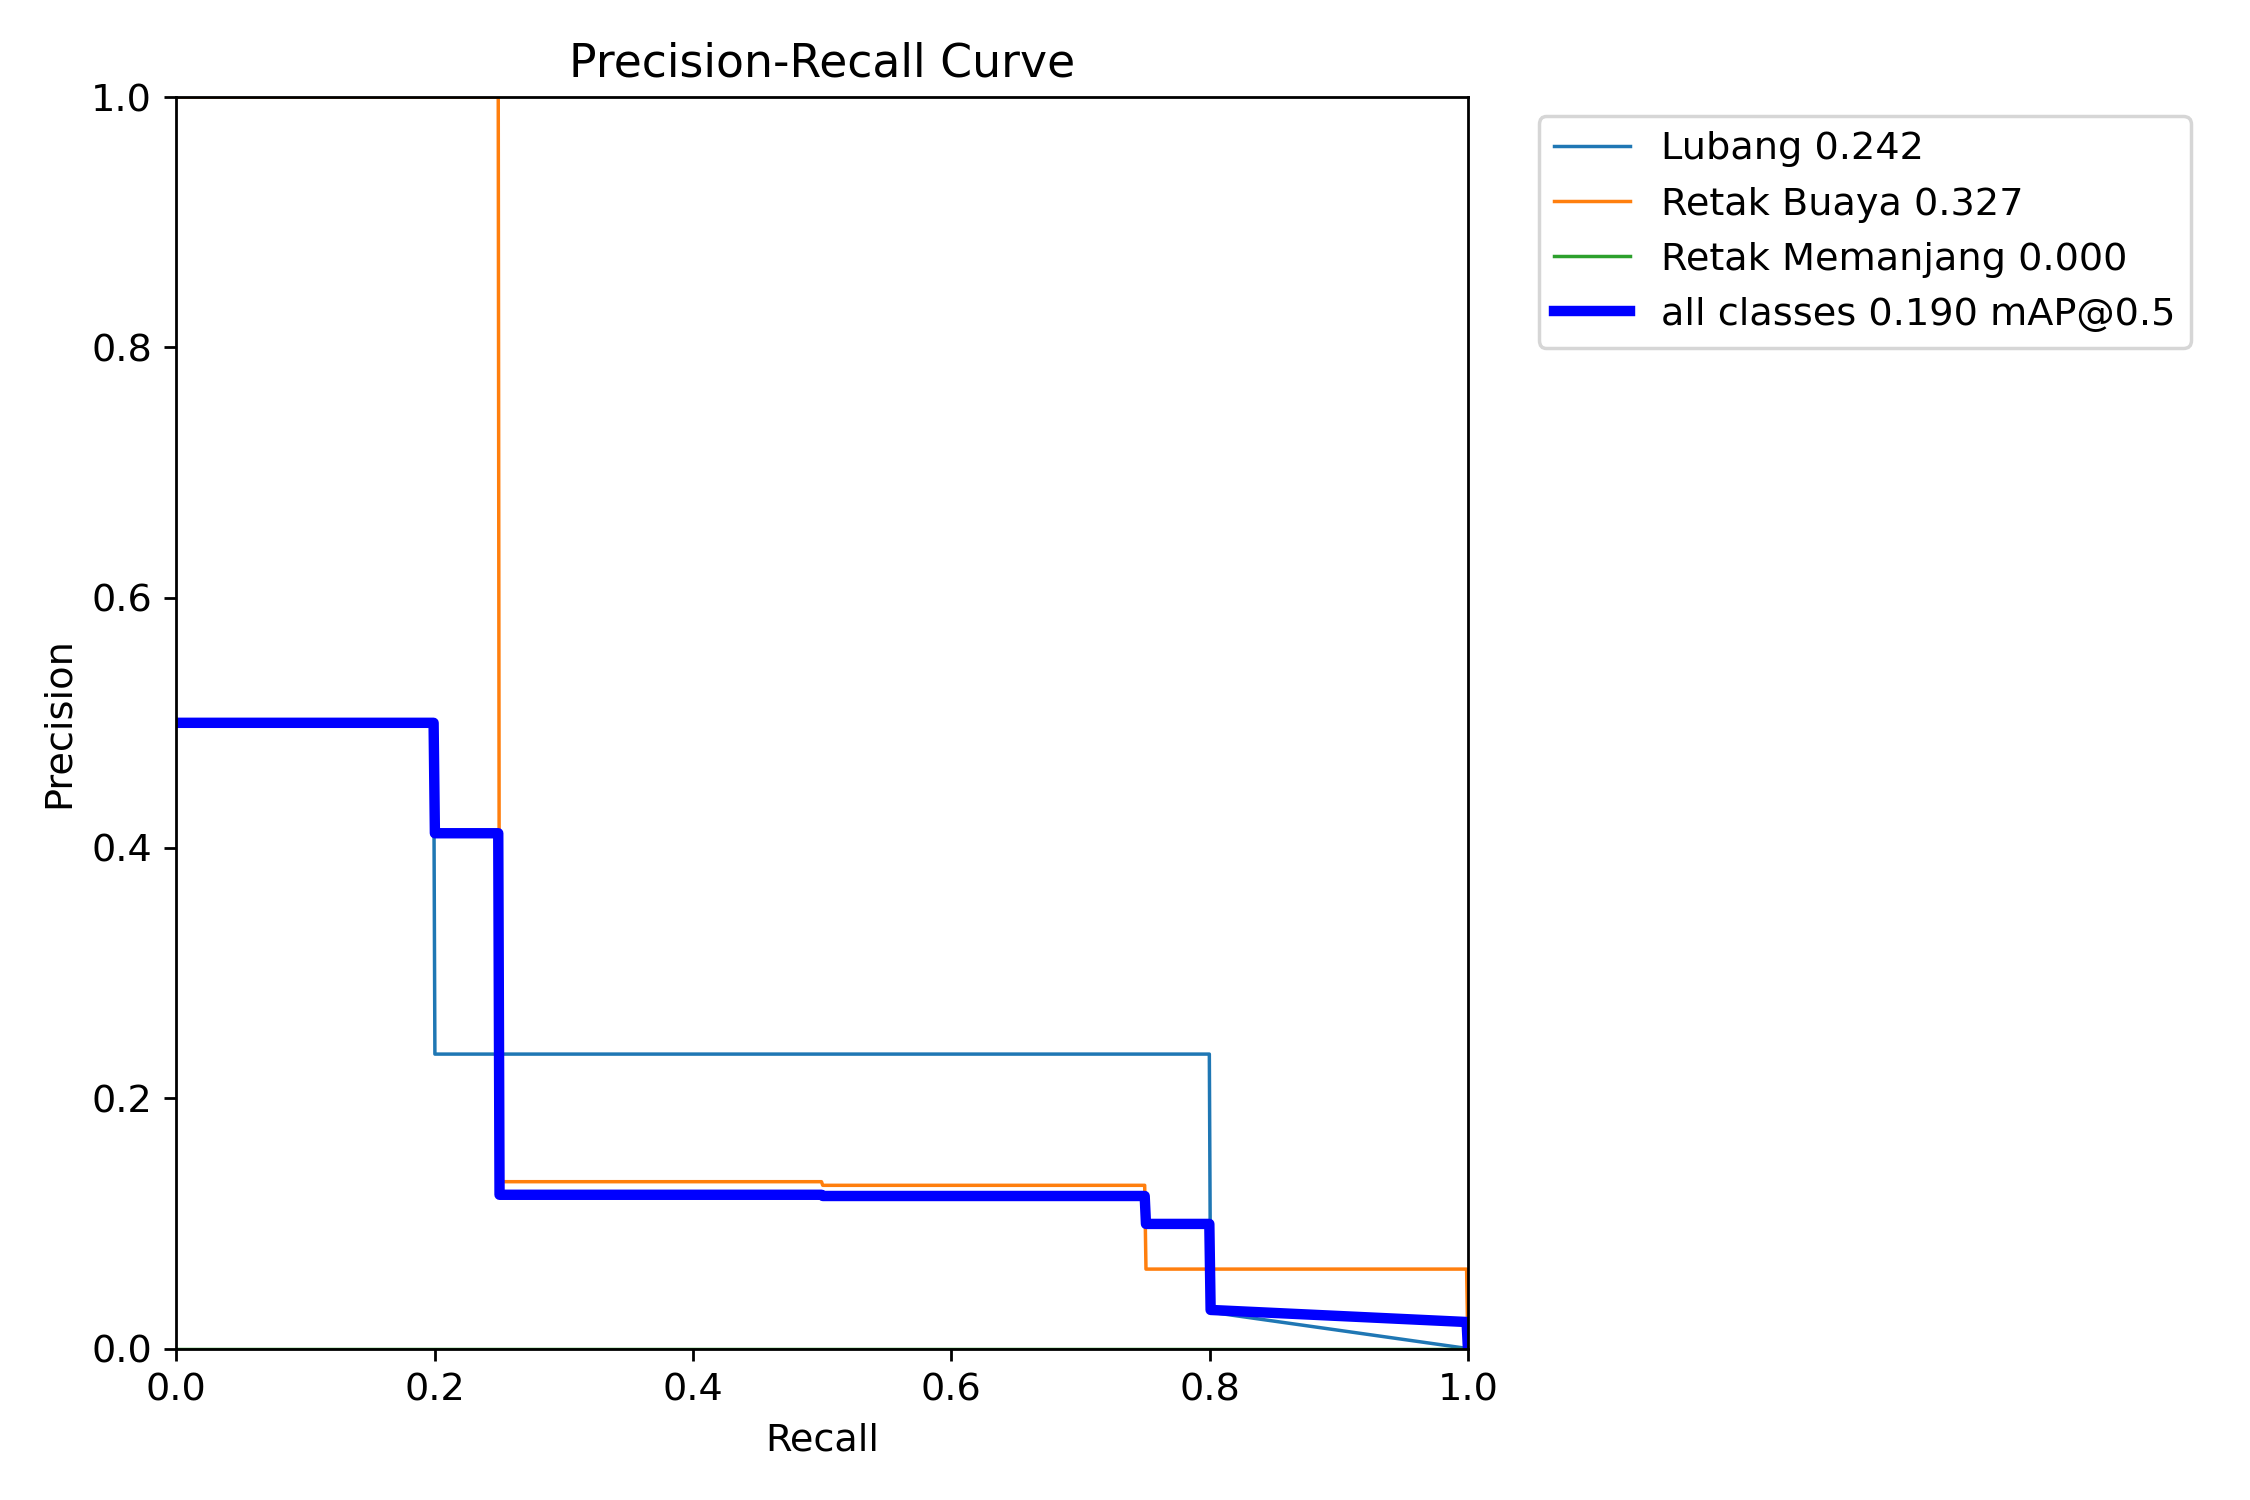 Precision-Recall Curve
1.0
0.8
0.6
0.4
0.2
0.0
Precision
0.0 0.2 0.4 0.6 0.8 1.0
Recall
Lubang 0.242
Retak Buaya 0.327
Retak Memanjang 0.000
all classes 0.190 mAP@0.5